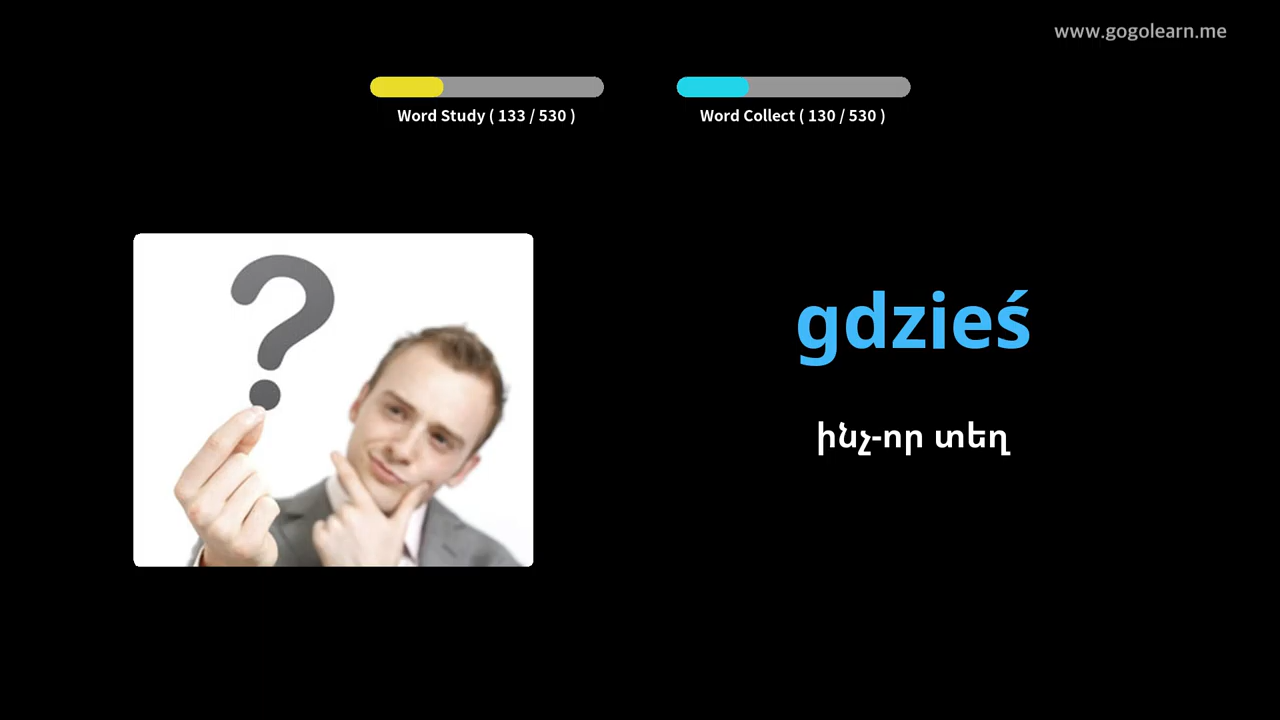 www.gogolearn.me
Word Study ( 133 / 530 )
Word Collect ( 130 / 530 )
gdzieś
ինչ-որ տեղ